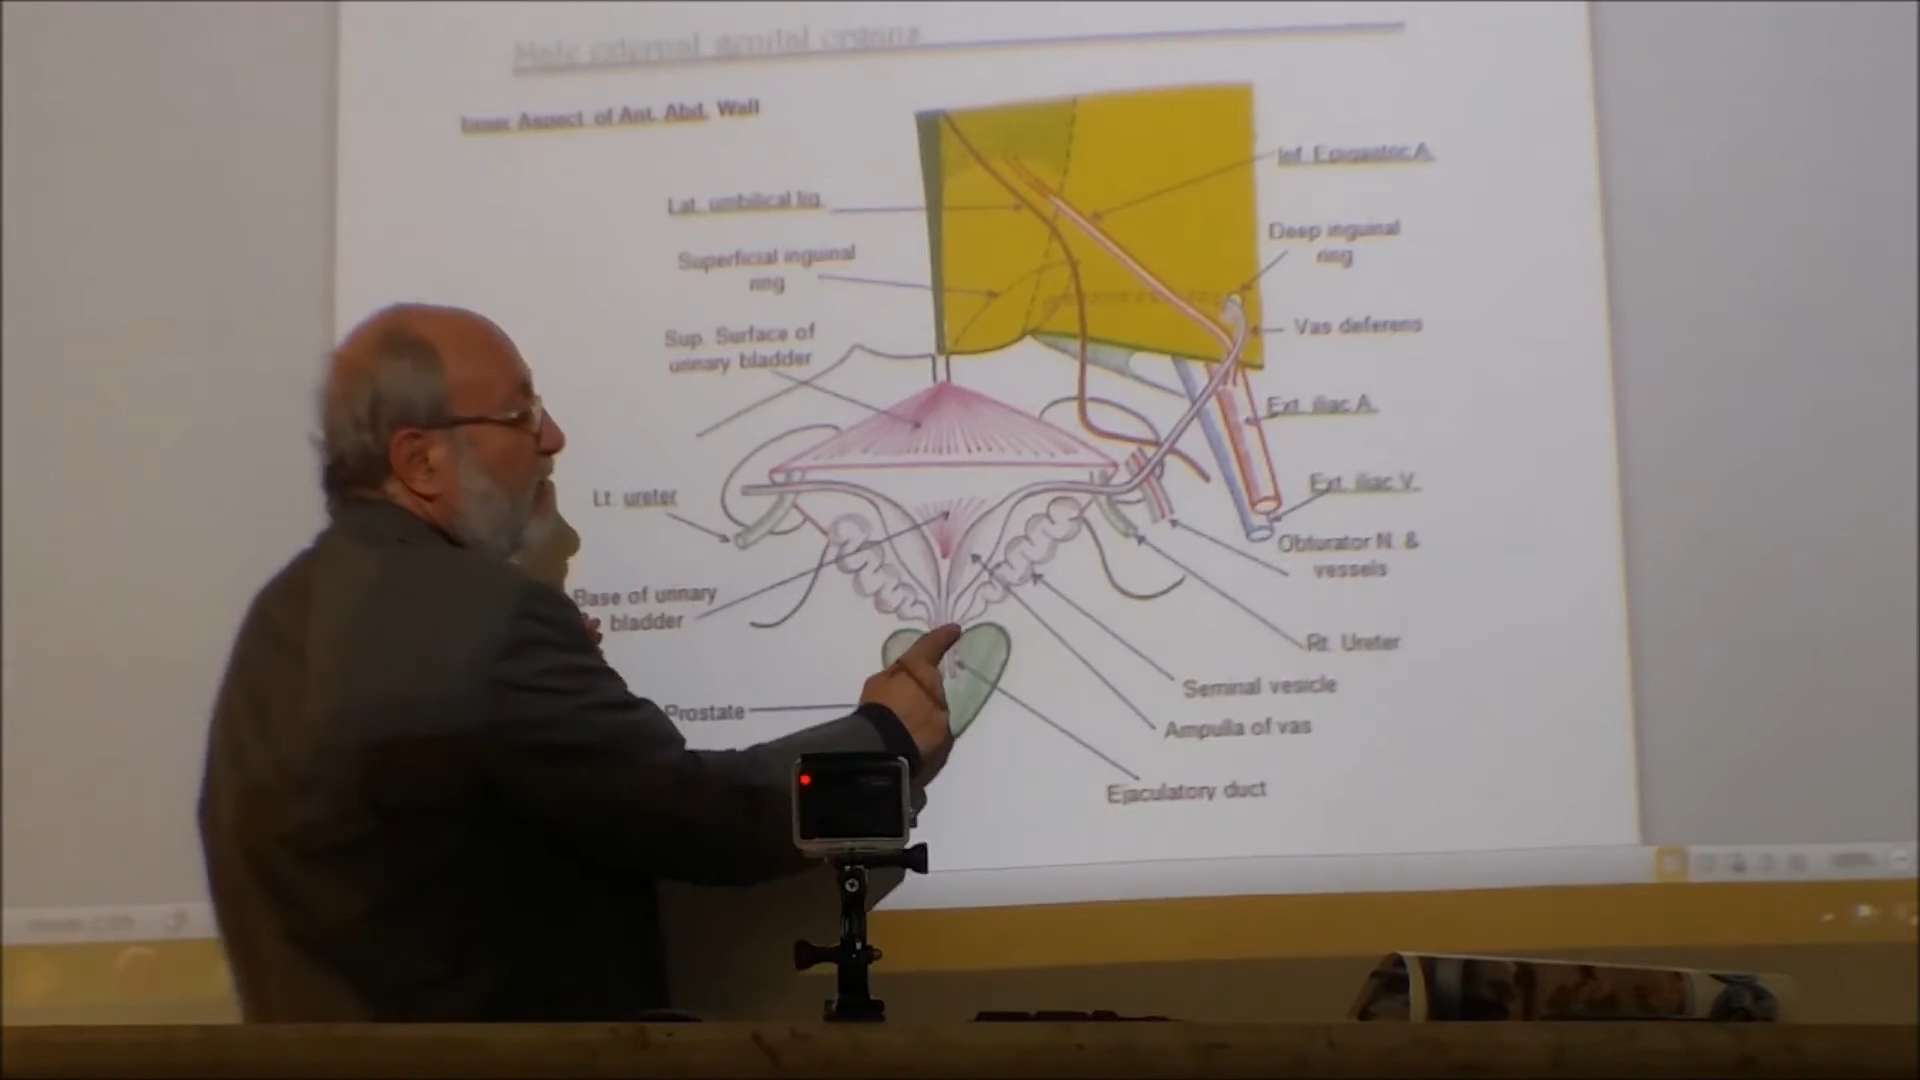 Male external genital organs
Inner Aspect of Ant. Abd. Wall
Inf. Epigastric A.
Lat. umbilical lig.
Deep inguinal
ring
Superficial inguinal
ring
Vas deferens
Sup. Surface of
urinary bladder
Ext. iliac A.
Ext. iliac V.
Lt. ureter
Obturator N. &
vessels
Base of urinary
bladder
Rt. Ureter
Seminal vesicle
Prostate
Ampulla of vas
Ejaculatory duct